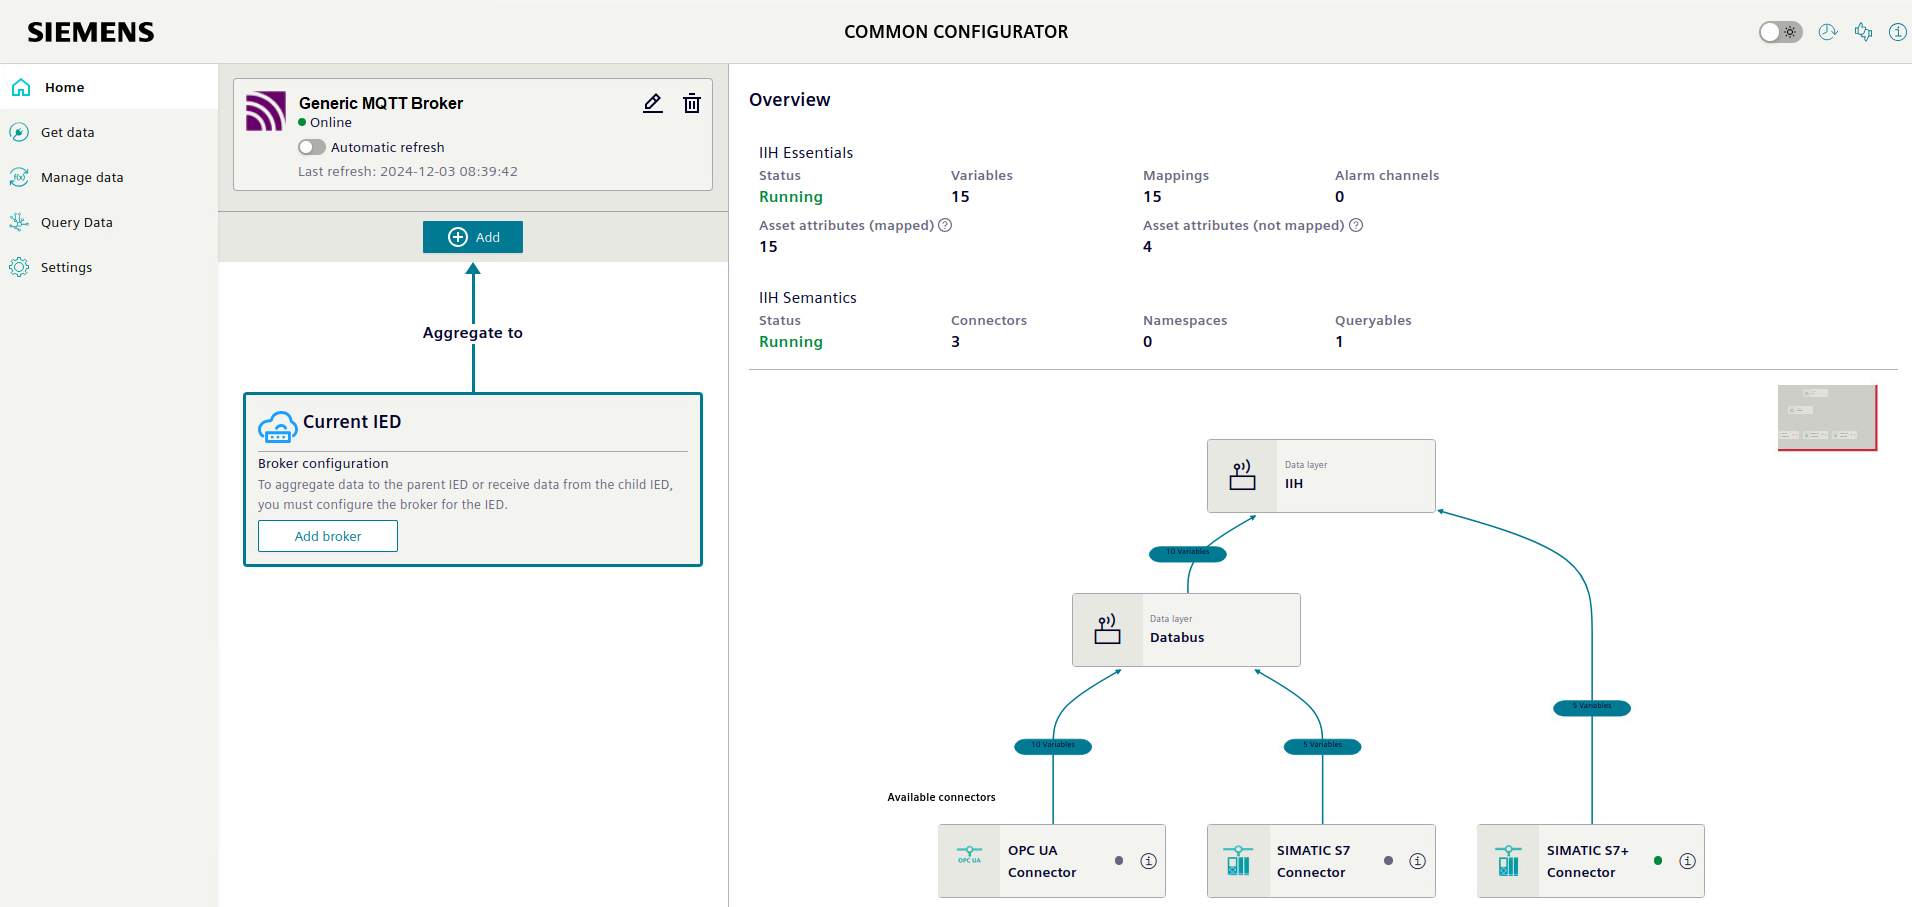 SIEMENS
COMMON CONFIGURATOR
Home
Get data
Manage data
Query Data
Settings
Generic MQTT Broker
Online
Automatic refresh
Last refresh: 2024-12-03 08:39:42
Add
Aggregate to
Current IED
Broker configuration
To aggregate data to the parent IED or receive data from the child IED,
you must configure the broker for the IED.
Add broker
Overview
IIH Essentials
Status Variables Mappings Alarm channels
Running 15 15 0
Asset attributes (mapped) Asset attributes (not mapped)
15 4
IIH Semantics
Status Connectors Namespaces Queryables
Running 3 0 1
Data layer
IIH
10 Variables
Data layer
Databus
5 Variables
10 Variables
5 Variables
Available connectors
OPC UA
OPC UA
Connector
SIMATIC S7
Connector
SIMATIC S7+
Connector